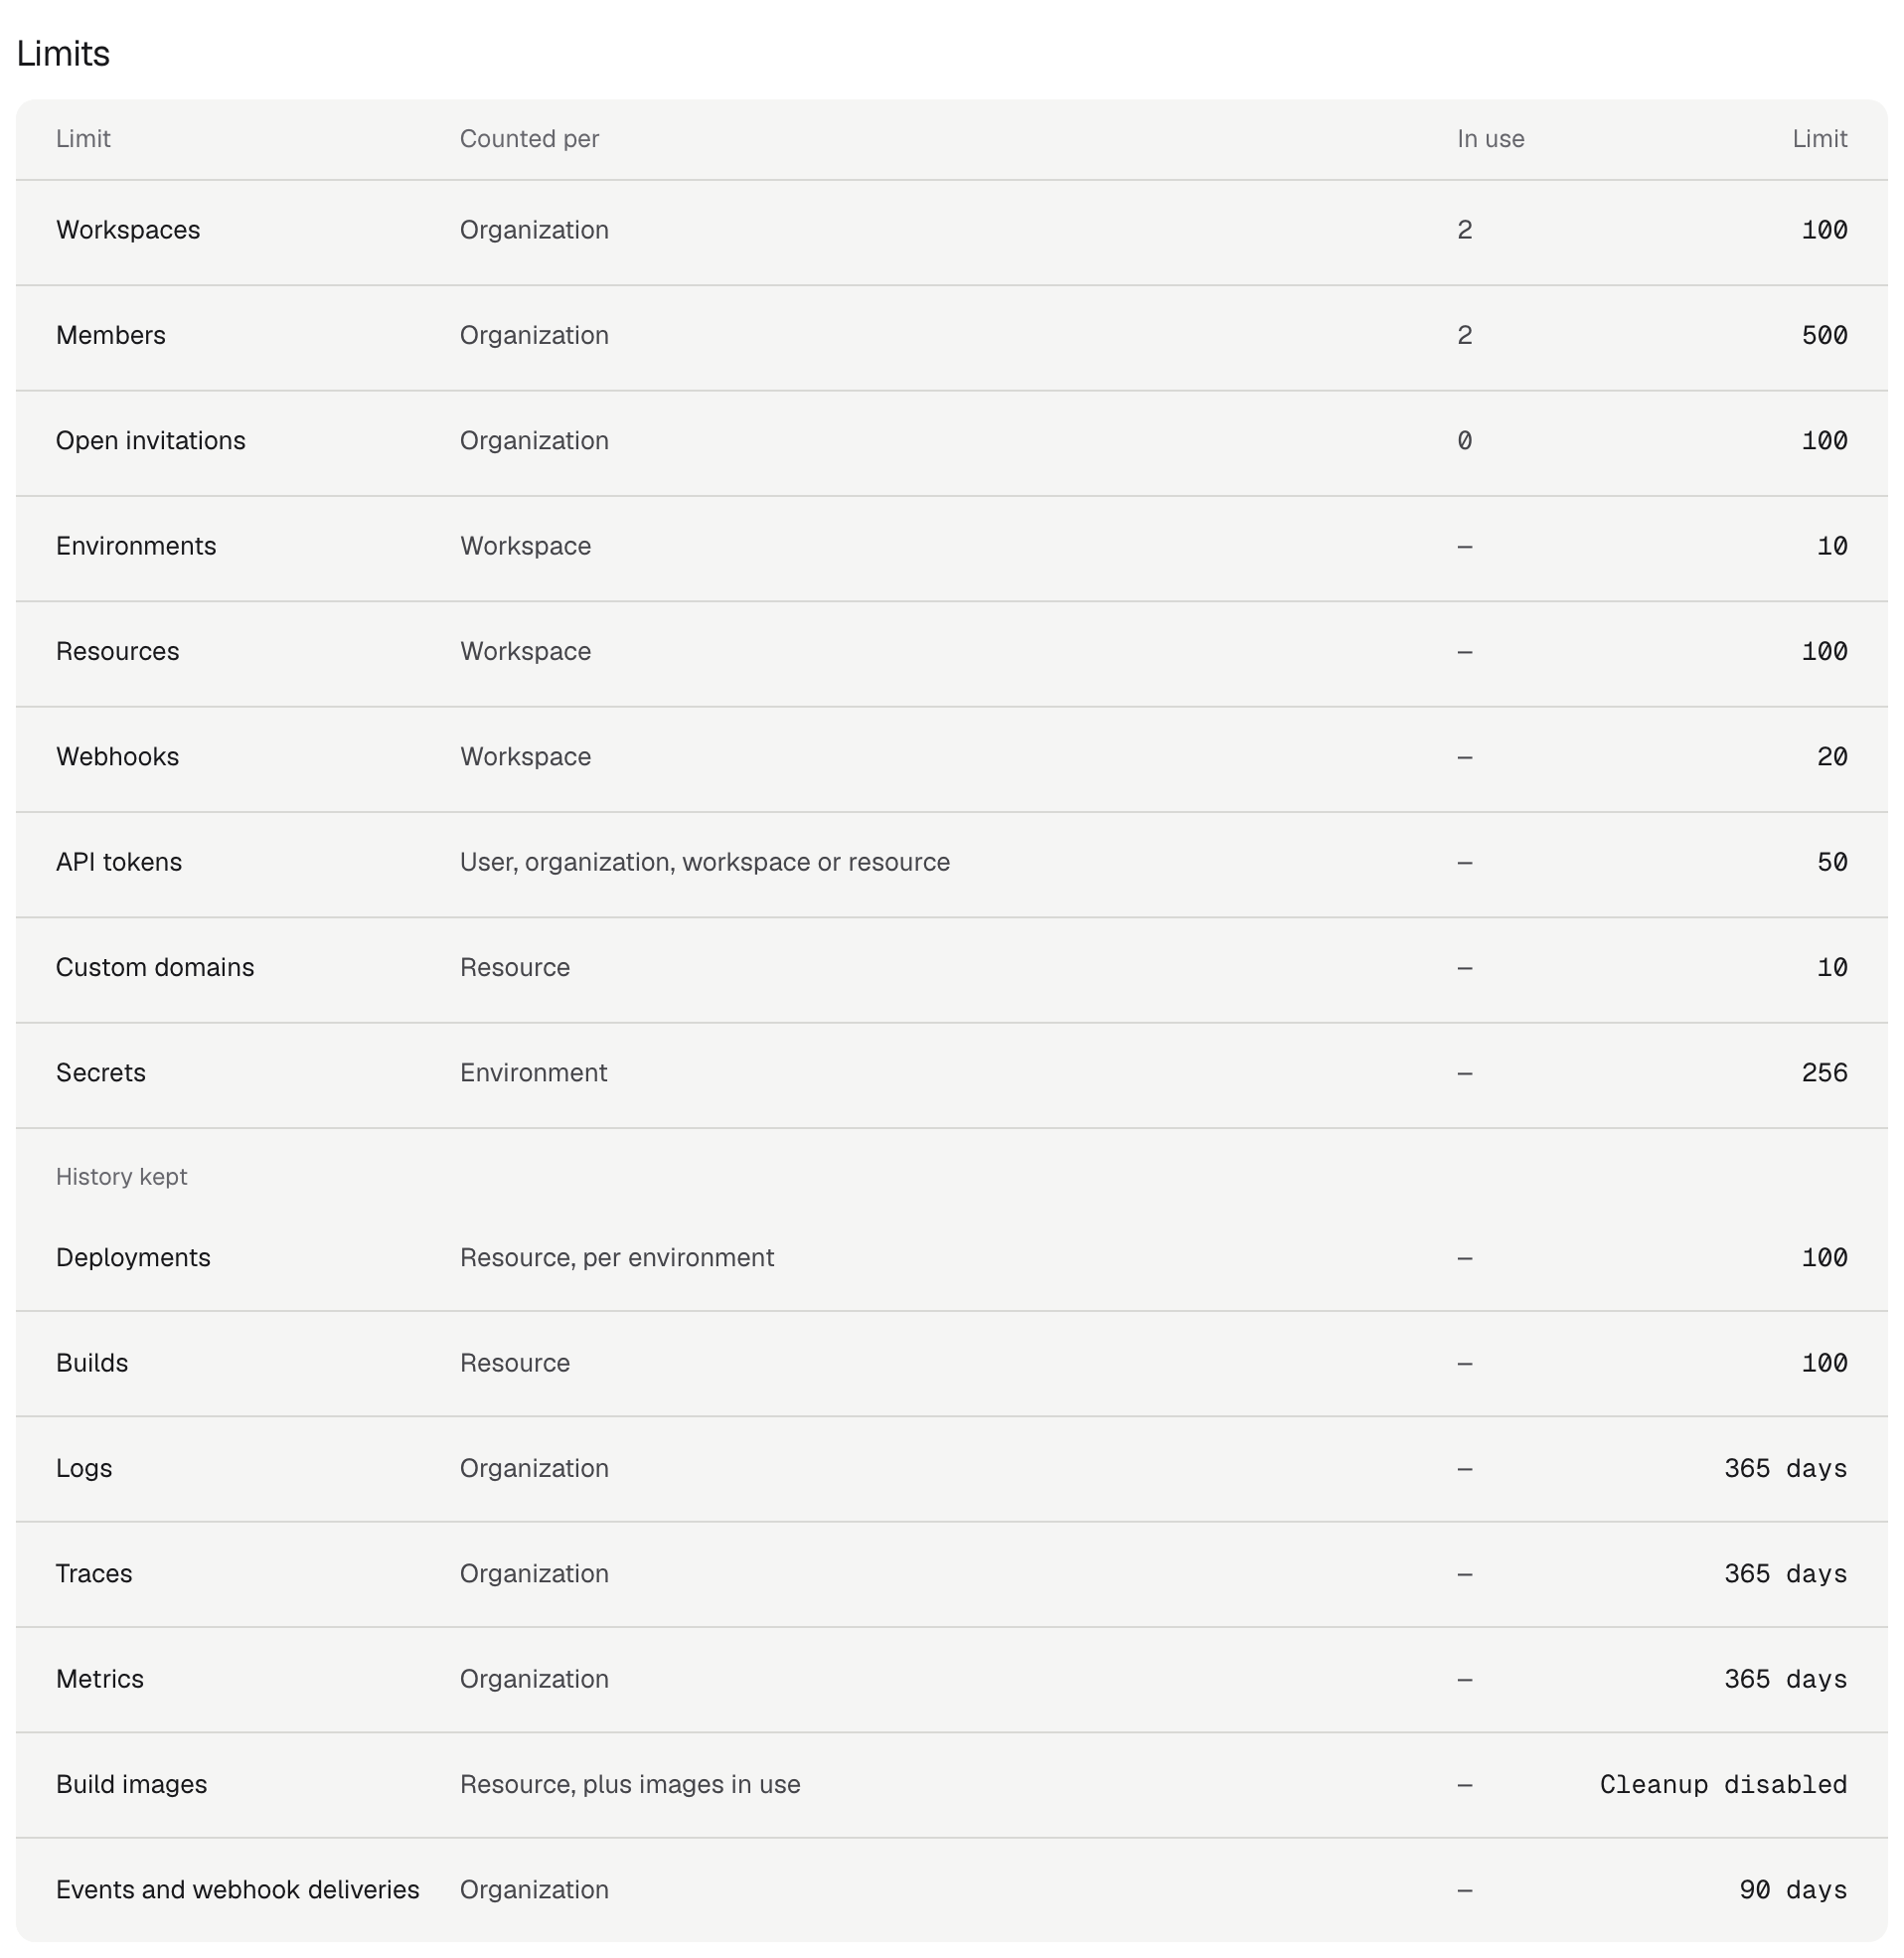 Limits
Limit Counted per In use Limit
Workspaces Organization 2 100
Members Organization 2 500
Open invitations Organization 0 100
Environments Workspace – 10
Resources Workspace – 100
Webhooks Workspace – 20
API tokens User, organization, workspace or resource – 50
Custom domains Resource – 10
Secrets Environment – 256
History kept
Deployments Resource, per environment – 100
Builds Resource – 100
Logs Organization – 365 days
Traces Organization – 365 days
Metrics Organization – 365 days
Build images Resource, plus images in use – Cleanup disabled
Events and webhook deliveries Organization – 90 days